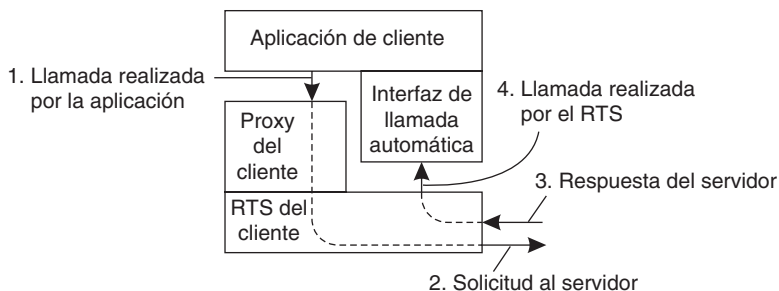 Aplicación de cliente
1. Llamada realizada
por la aplicación
Interfaz de
llamada
automática
4. Llamada realizada
por el RTS
Proxy
del
cliente
3. Respuesta del servidor
RTS del
cliente
2. Solicitud al servidor